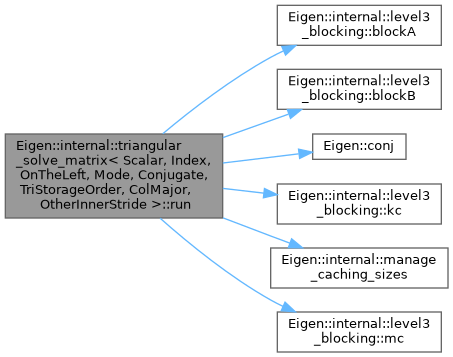 Eigen::internal::triangular
_solve_matrix< Scalar, Index,
OnTheLeft, Mode, Conjugate,
TriStorageOrder, ColMajor,
OtherInnerStride >::run
Eigen::internal::level3
_blocking::blockA
Eigen::internal::level3
_blocking::blockB
Eigen::conj
Eigen::internal::level3
_blocking::kc
Eigen::internal::manage
_caching_sizes
Eigen::internal::level3
_blocking::mc